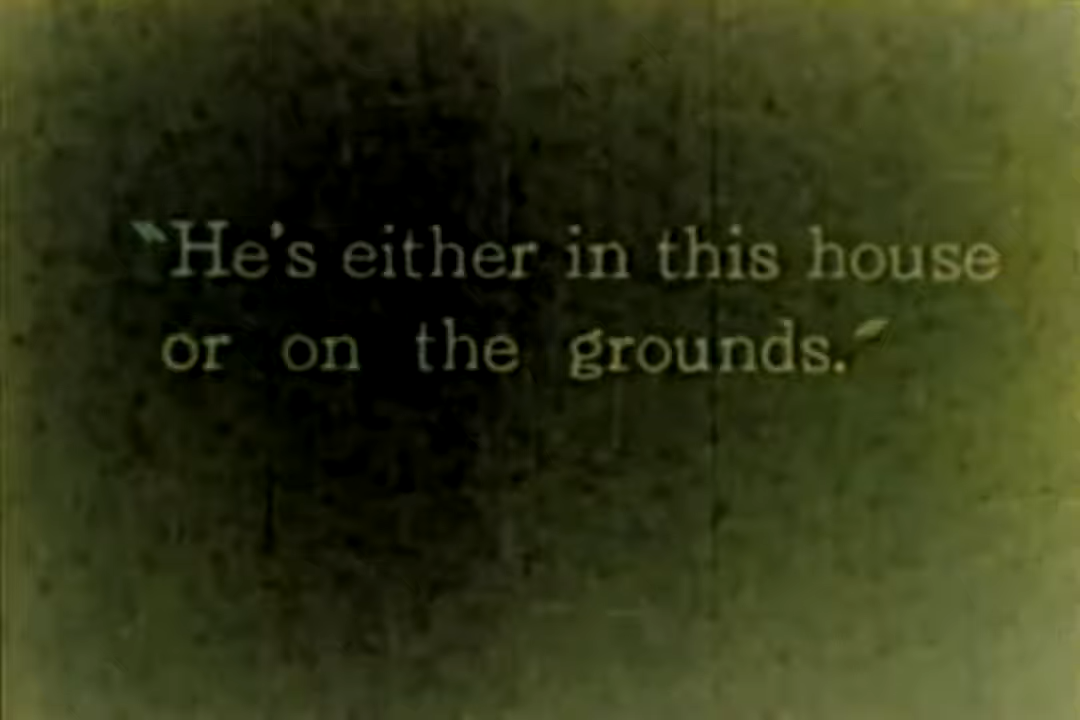 "He's either in this house
or on the grounds."